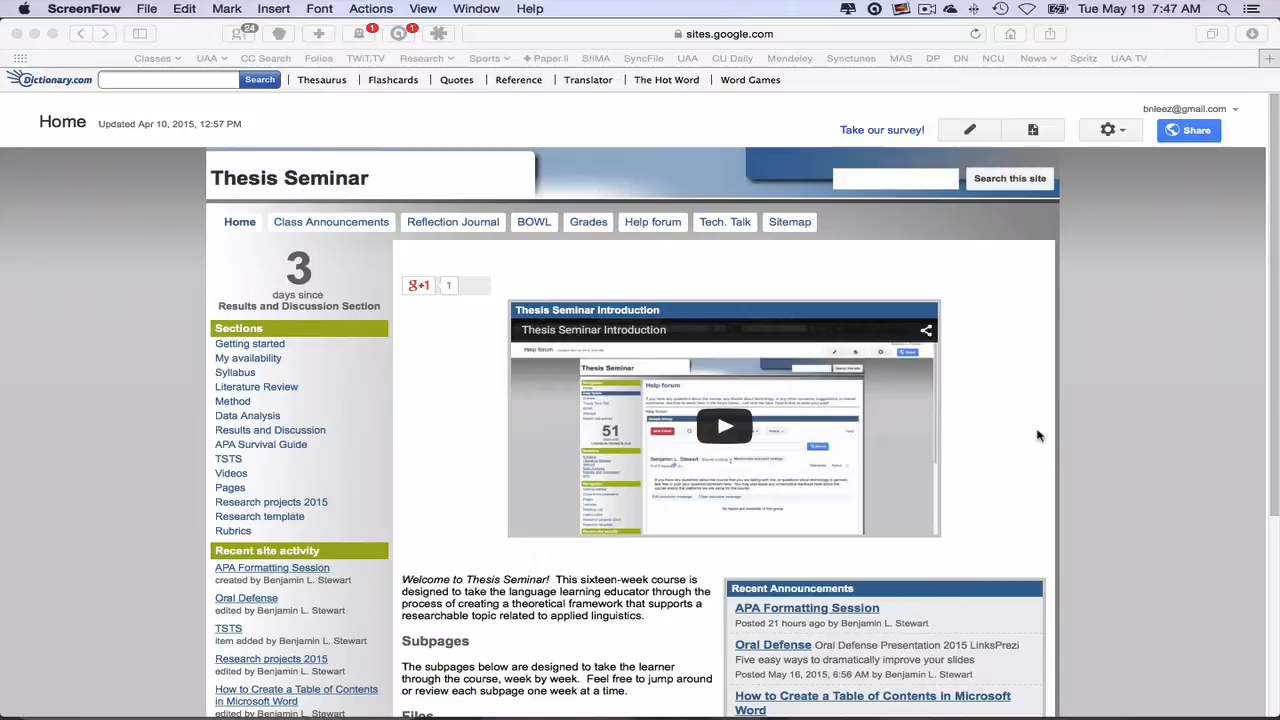 ScreenFlow File Edit Mark Insert Font Actions View Window Help Tue May 19 7:47 AM
24 1 1 sites.google.com
Classes UAA CC Search Folios TWiT.TV Research Sports Paper.li SIIMA SyncFile UAA CU Daily Mendeley Synctunes MAS DP DN NCU News Spritz UAA TV
Dictionary.com Search Thesaurus Flashcards Quotes Reference Translator The Hot Word Word Games
bnleez@gmail.com
Home Updated Apr 10, 2015, 12:57 PM Take our survey! Share
Thesis Seminar Search this site
Home Class Announcements Reflection Journal BOWL Grades Help forum Tech. Talk Sitemap
3
days since
Results and Discussion Section
g+1 1
Sections
Getting started
My availability
Syllabus
Literature Review
Method
Data Analysis
Results and Discussion
APA Survival Guide
TSTS
Videos
Pages
Research projects 2015
Research template
Rubrics
Recent site activity
APA Formatting Session
created by Benjamin L. Stewart
Oral Defense
edited by Benjamin L. Stewart
TSTS
item added by Benjamin L. Stewart
Research projects 2015
edited by Benjamin L. Stewart
How to Create a Table of Contents
in Microsoft Word
edited by Benjamin L. Stewart
Thesis Seminar Introduction
Thesis Seminar Introduction
Help forum
Thesis Seminar
Help forum
51
Benjamin L. Stewart
Welcome to Thesis Seminar! This sixteen-week course is
designed to take the language learning educator through the
process of creating a theoretical framework that supports a
researchable topic related to applied linguistics.
Subpages
The subpages below are designed to take the learner
through the course, week by week. Feel free to jump around
or review each subpage one week at a time.
Files
Recent Announcements
APA Formatting Session
Posted 21 hours ago by Benjamin L. Stewart
Oral Defense Oral Defense Presentation 2015 LinksPrezi
Five easy ways to dramatically improve your slides
Posted May 16, 2015, 6:56 AM by Benjamin L. Stewart
How to Create a Table of Contents in Microsoft
Word